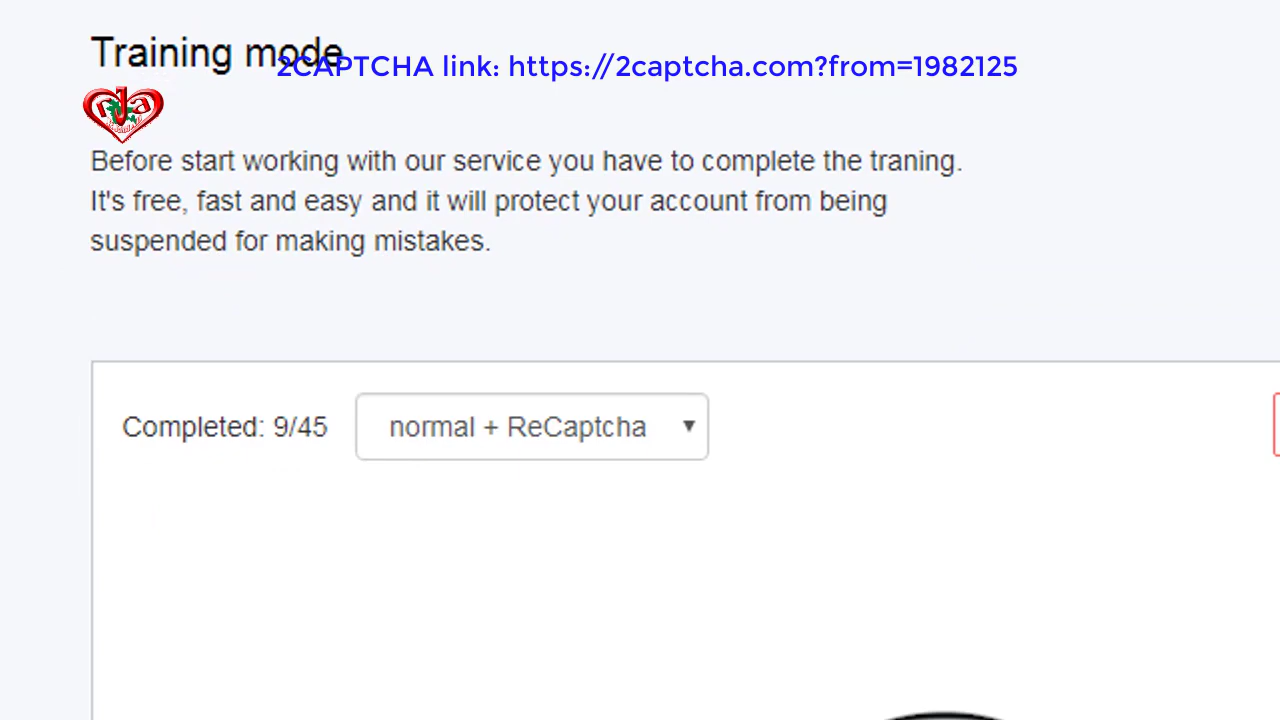 Training mode
2CAPTCHA link: https://2captcha.com?from=1982125
Before start working with our service you have to complete the traning.
It's free, fast and easy and it will protect your account from being
suspended for making mistakes.
Completed: 9/45
normal + ReCaptcha